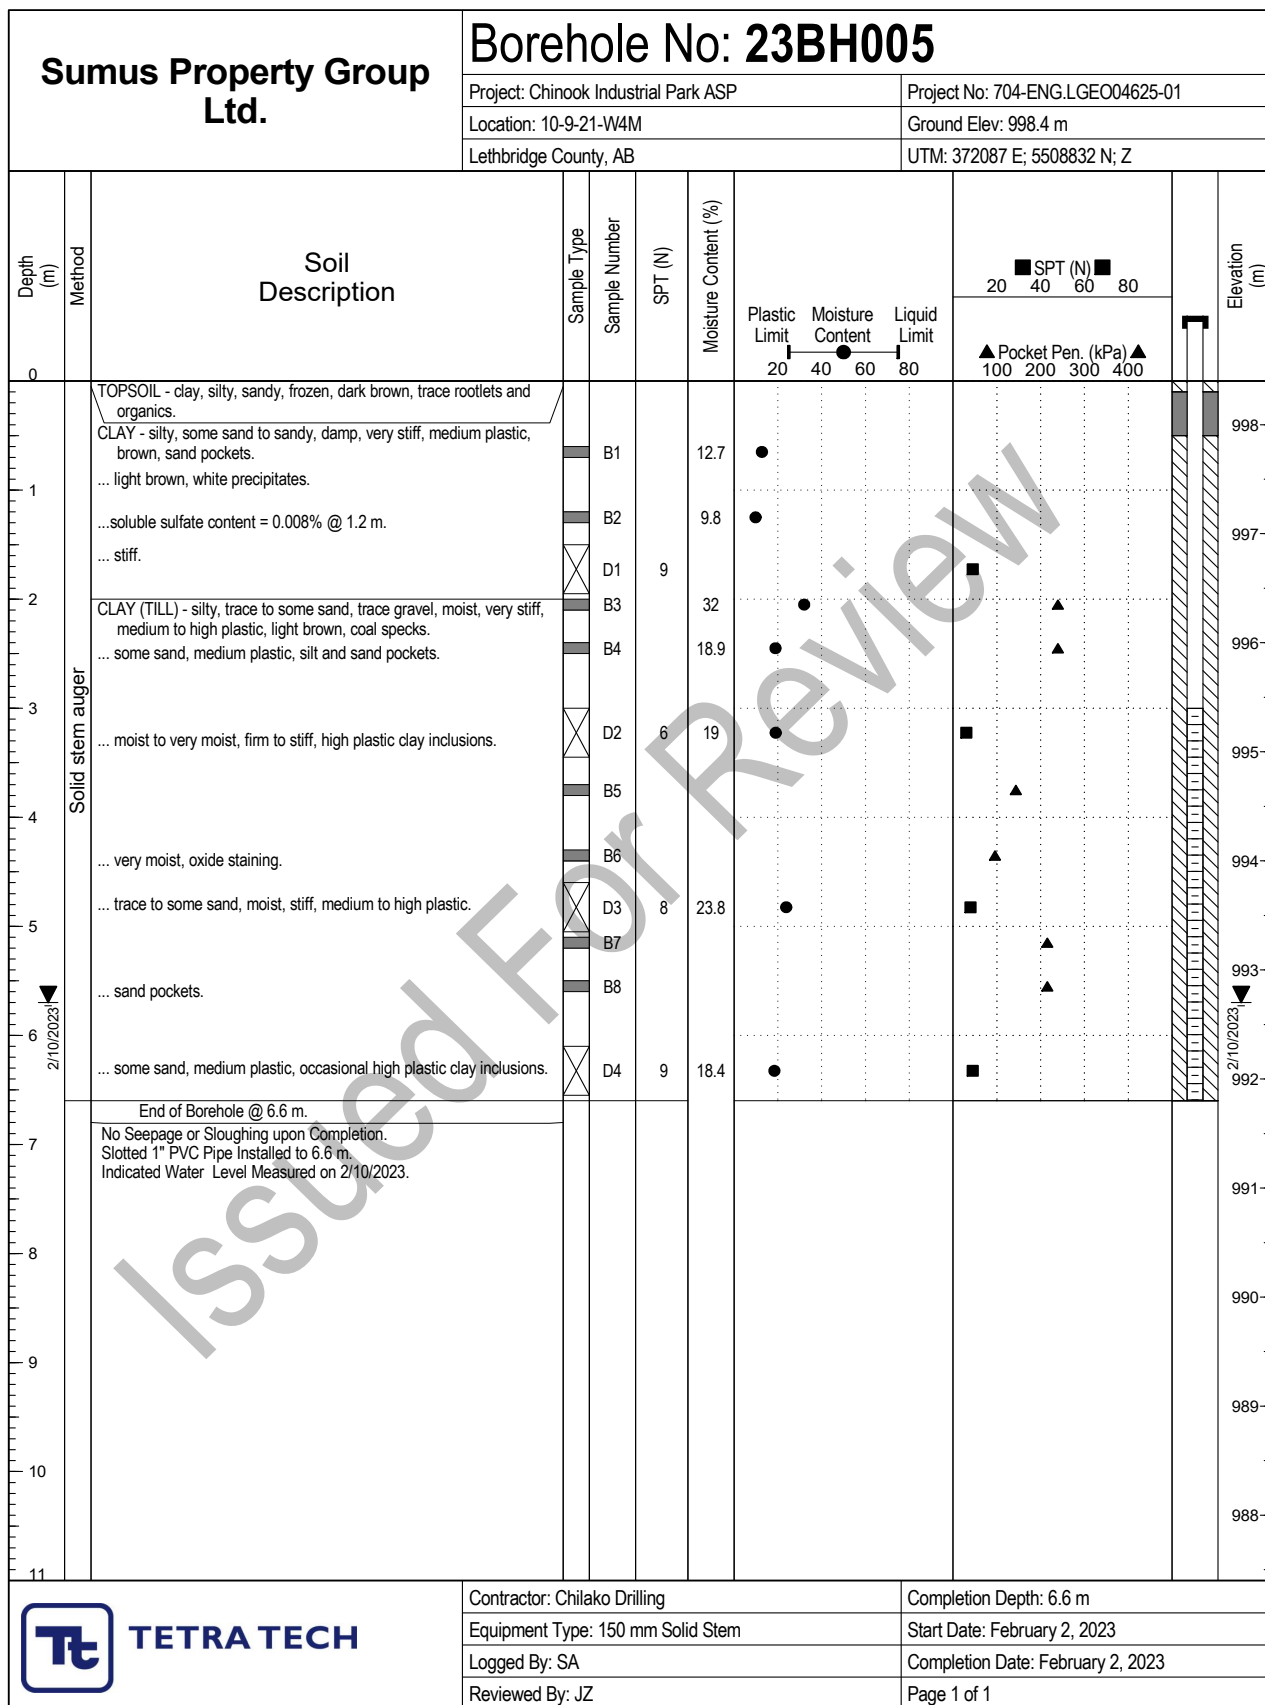 Sumus Property Group
Ltd.
Borehole No: 23BH005
Project: Chinook Industrial Park ASP
Project No: 704-ENG.LGEO04625-01
Location: 10-9-21-W4M
Ground Elev: 998.4 m
Lethbridge County, AB
UTM: 372087 E; 5508832 N; Z
Depth
(m)
Method
Soil
Description
Sample Type
Sample Number
SPT (N)
Moisture Content (%)
Plastic
Limit
Moisture
Content
Liquid
Limit
20 40 60 80
SPT (N)
20 40 60 80
Pocket Pen. (kPa)
100 200 300 400
Elevation
(m)
0
TOPSOIL - clay, silty, sandy, frozen, dark brown, trace rootlets and
organics.
998
CLAY - silty, some sand to sandy, damp, very stiff, medium plastic,
brown, sand pockets.
B1 12.7
... light brown, white precipitates.
1
...soluble sulfate content = 0.008% @ 1.2 m.
B2 9.8
997
... stiff.
D1 9
2
CLAY (TILL) - silty, trace to some sand, trace gravel, moist, very stiff,
medium to high plastic, light brown, coal specks.
B3 32
... some sand, medium plastic, silt and sand pockets.
B4 18.9
996
Solid stem auger
3
... moist to very moist, firm to stiff, high plastic clay inclusions.
D2 6 19
995
B5
4
... very moist, oxide staining.
B6
994
... trace to some sand, moist, stiff, medium to high plastic.
D3 8 23.8
5
B7
993
... sand pockets.
B8
2/10/2023
2/10/2023
6
... some sand, medium plastic, occasional high plastic clay inclusions.
D4 9 18.4
992
End of Borehole @ 6.6 m.
No Seepage or Sloughing upon Completion.
7
Slotted 1" PVC Pipe Installed to 6.6 m.
Indicated Water Level Measured on 2/10/2023.
991
8
990
9
989
10
988
11
Issued For Review
Tt
TETRA TECH
Contractor: Chilako Drilling
Completion Depth: 6.6 m
Equipment Type: 150 mm Solid Stem
Start Date: February 2, 2023
Logged By: SA
Completion Date: February 2, 2023
Reviewed By: JZ
Page 1 of 1